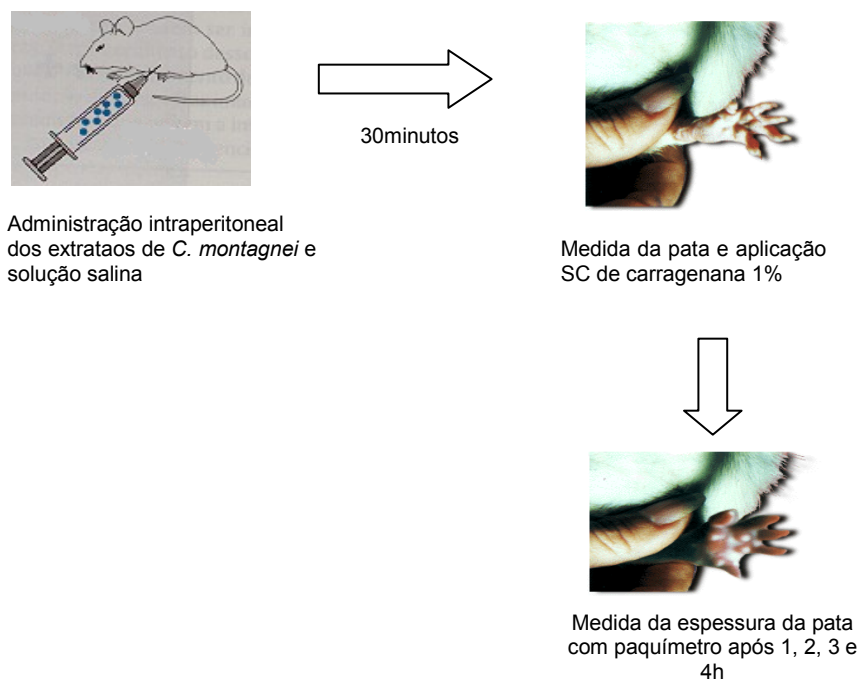 30minutos
Administração intraperitoneal
dos extrataos de C. montagnei e
solução salina
Medida da pata e aplicação
SC de carragenana 1%
Medida da espessura da pata
com paquímetro após 1, 2, 3 e
4h